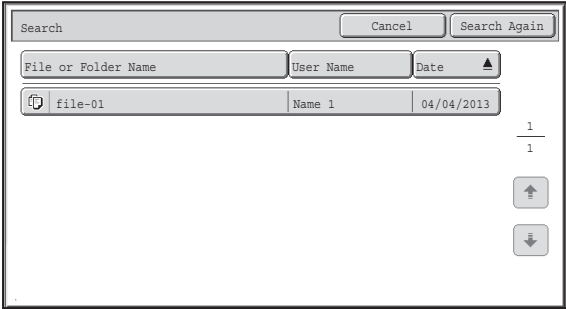 Search Cancel Search Again
File or Folder Name User Name Date
file-01 Name 1 04/04/2013
1
1